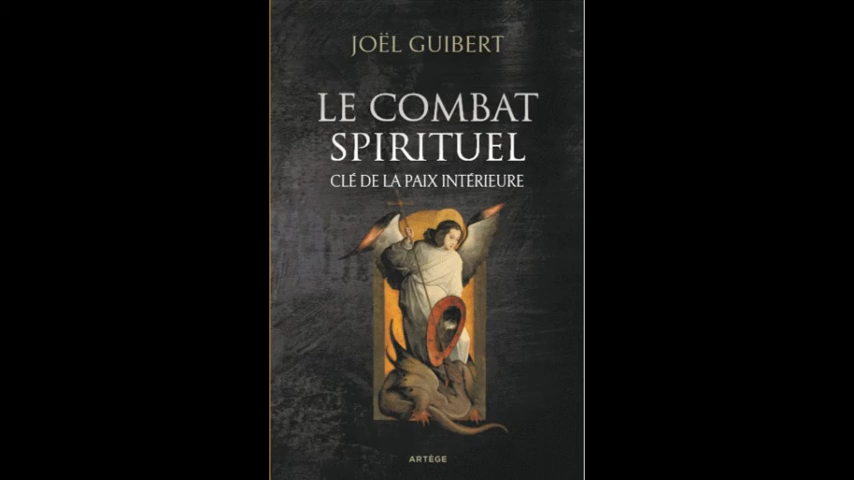 JOËL GUIBERT
LE COMBAT
SPIRITUEL
CLÉ DE LA PAIX INTÉRIEURE
ARTÈGE